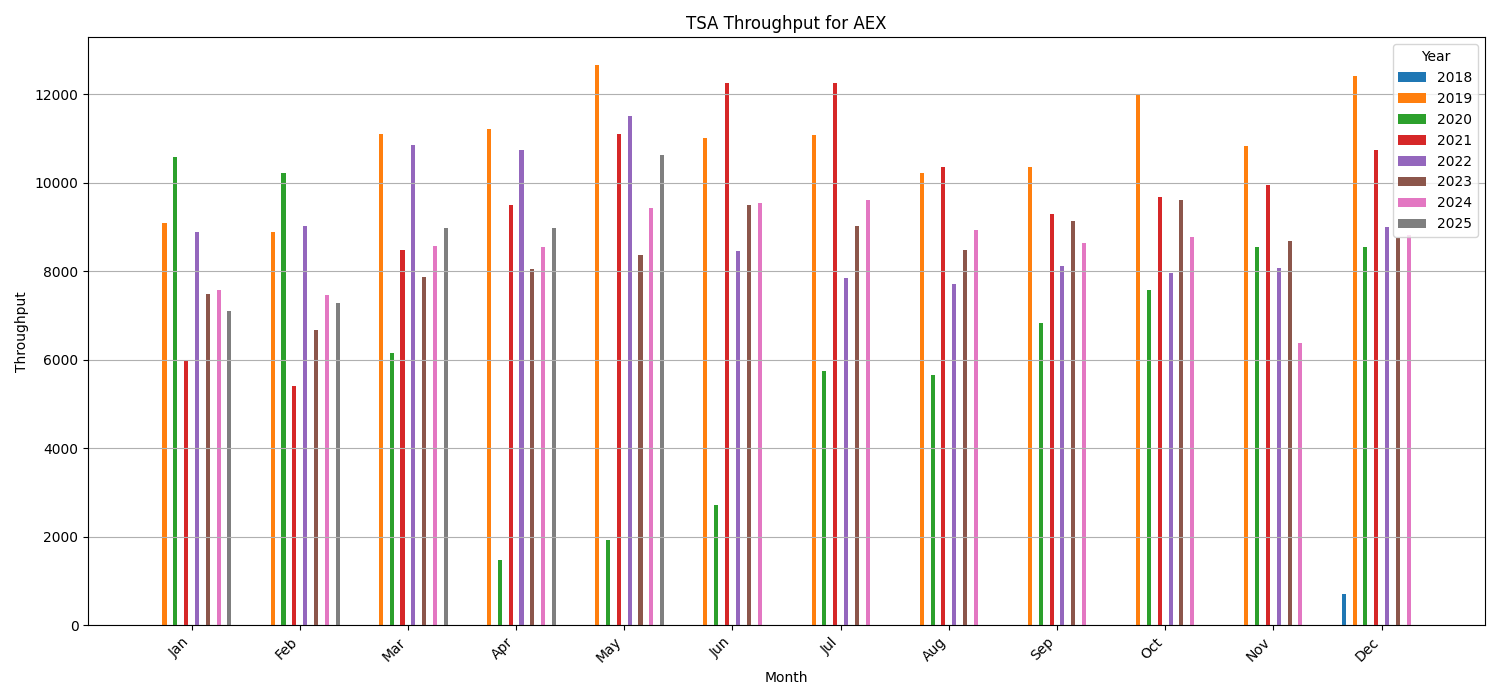 TSA Throughput for AEX
Year
2018
2019
2020
2021
2022
2023
2024
2025
12000
10000
8000
6000
4000
2000
0
Throughput
Jan
Feb
Mar
Apr
May
Jun
Jul
Aug
Sep
Oct
Nov
Dec
Month